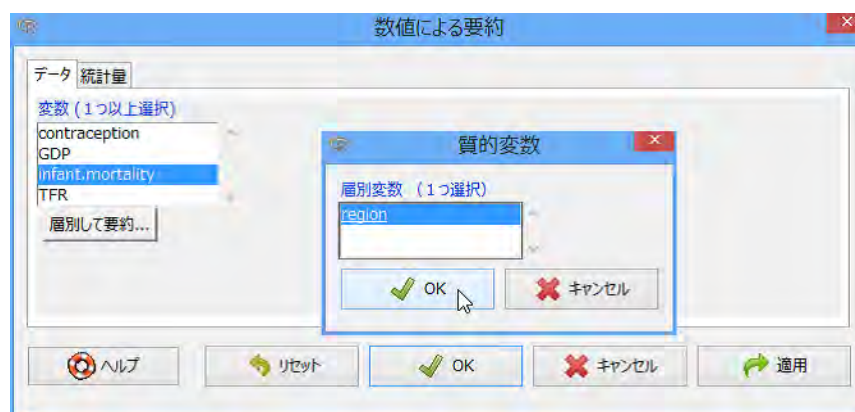 数値による要約
データ 統計量
変数 (1つ以上選択)
contraception
GDP
infant.mortality
TFR
層別して要約...
質的変数
層別変数 (1つ選択)
region
OK
キャンセル
ヘルプ
リセット
OK
キャンセル
適用